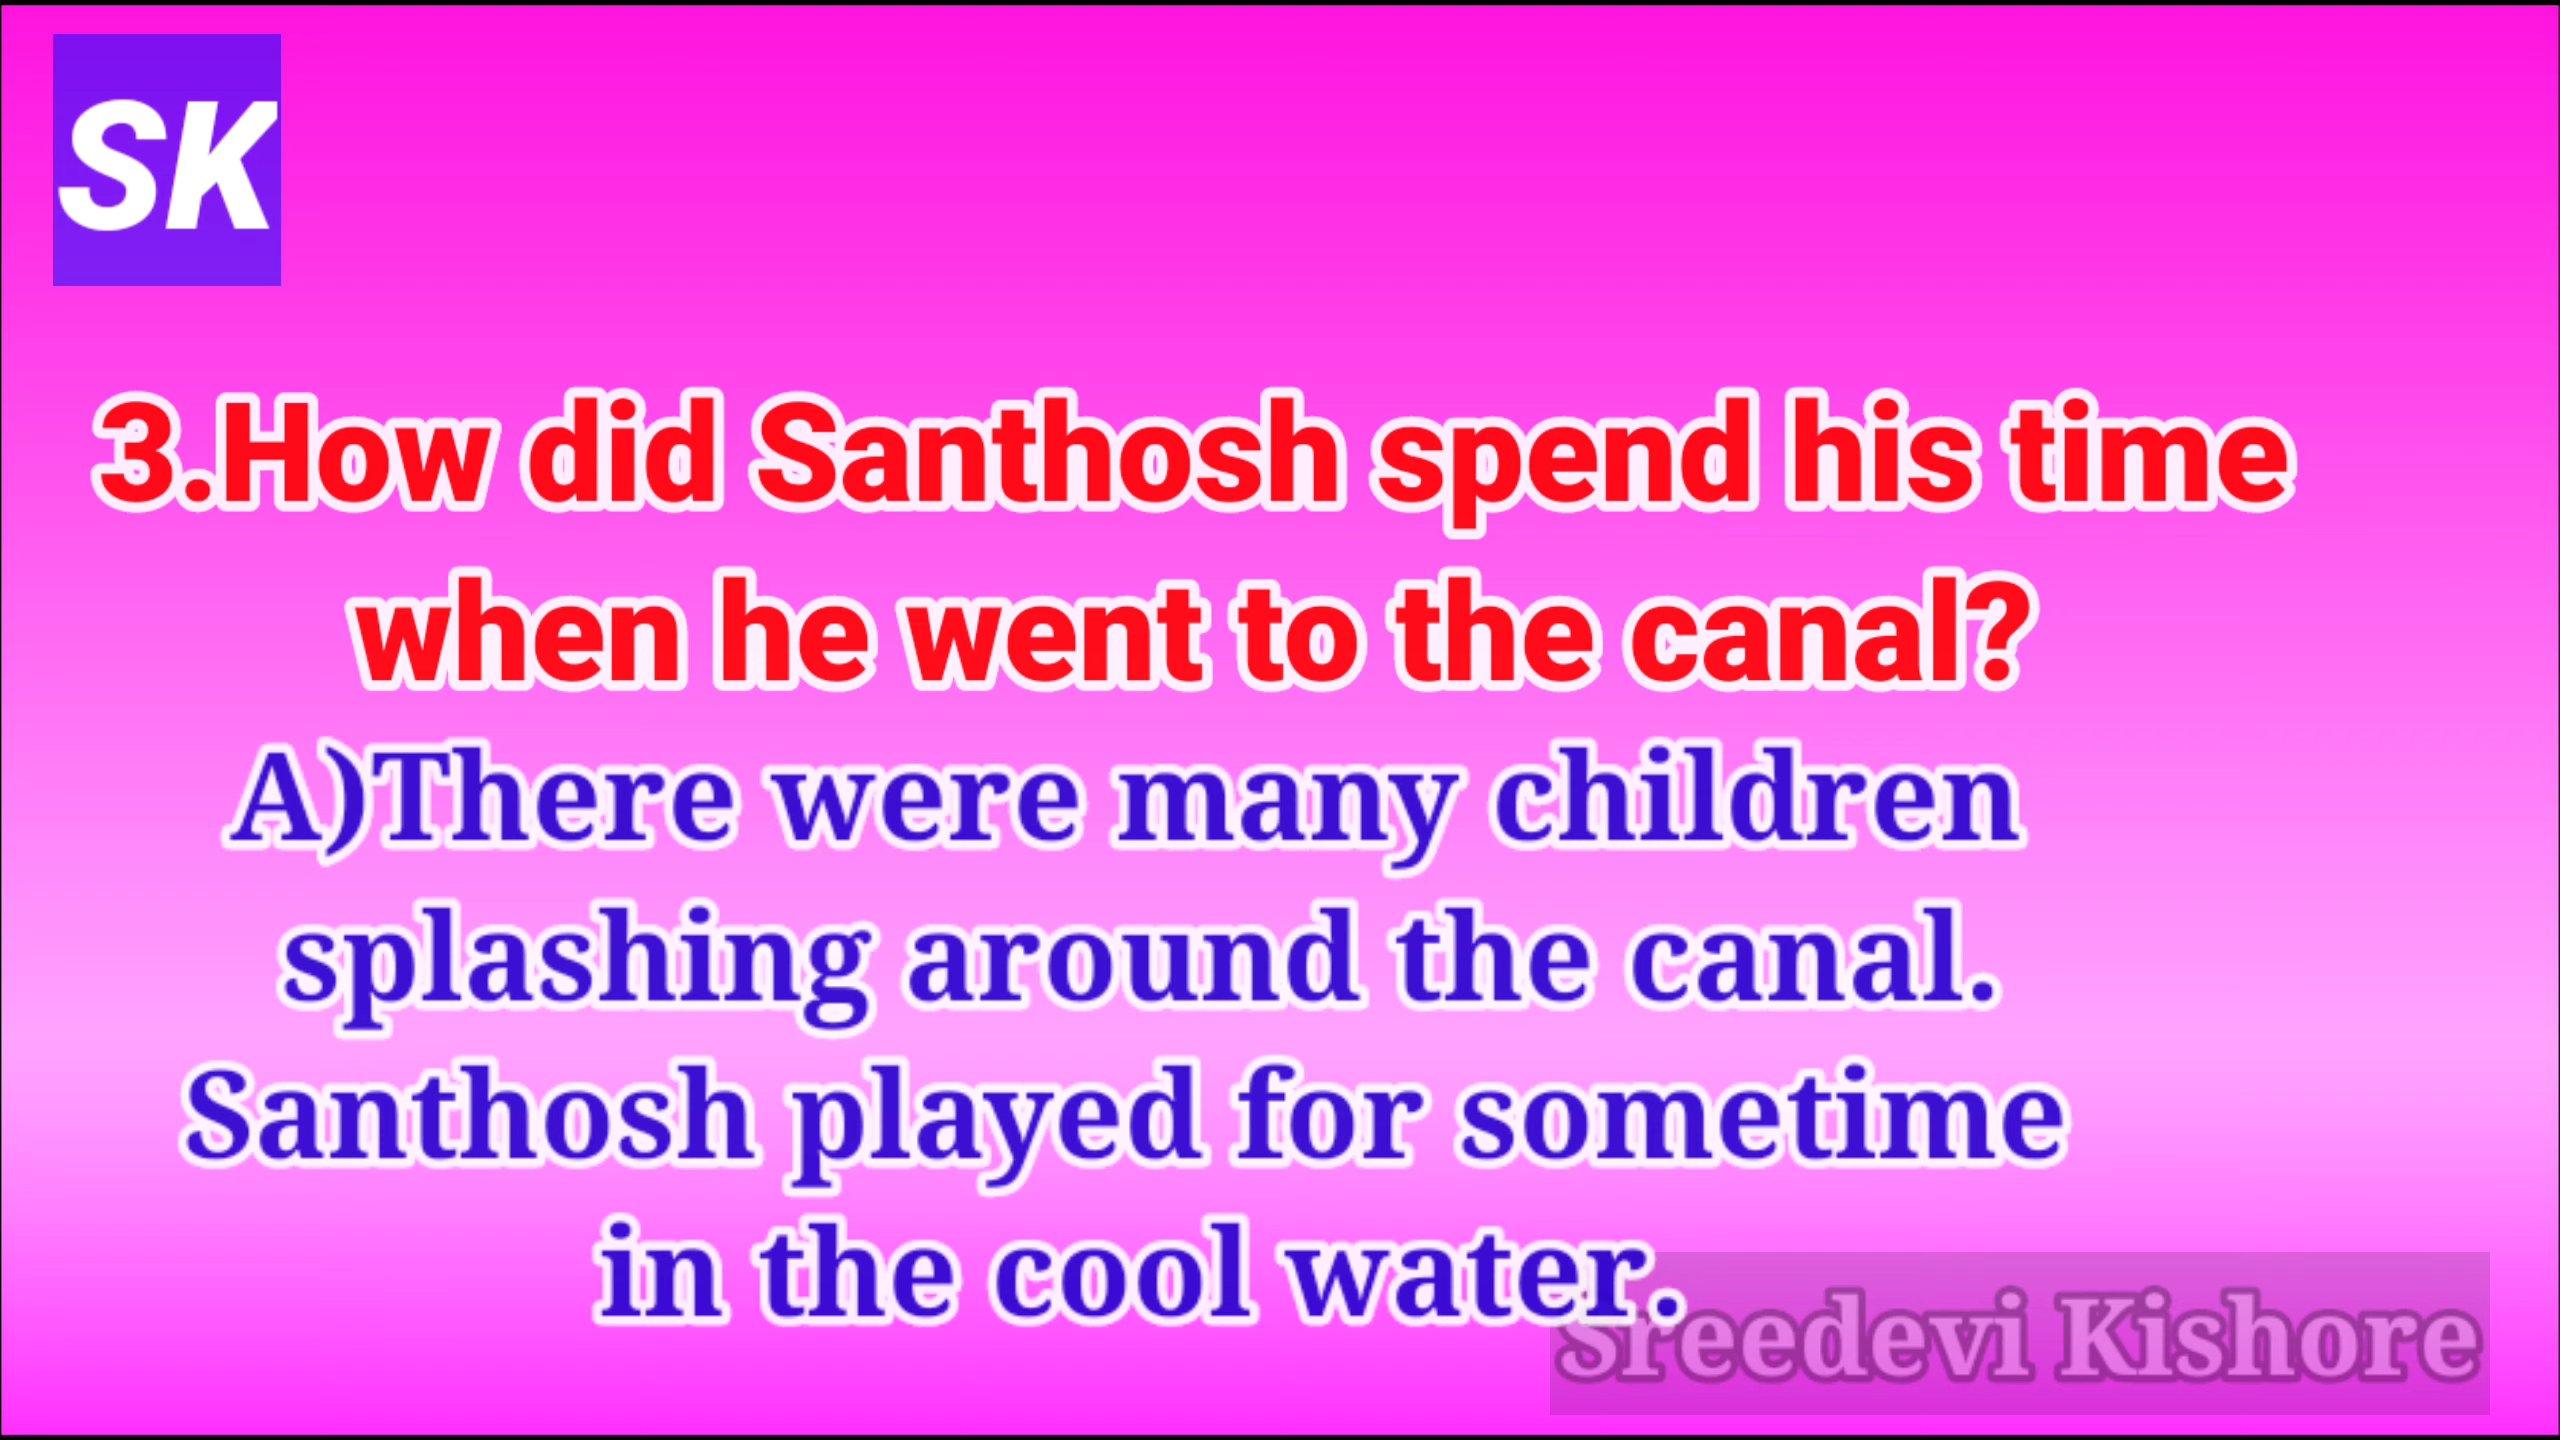 SK
3.How did Santhosh spend his time
when he went to the canal?
A)There were many children
splashing around the canal.
Santhosh played for sometime
in the cool water.
Sreedevi Kishore